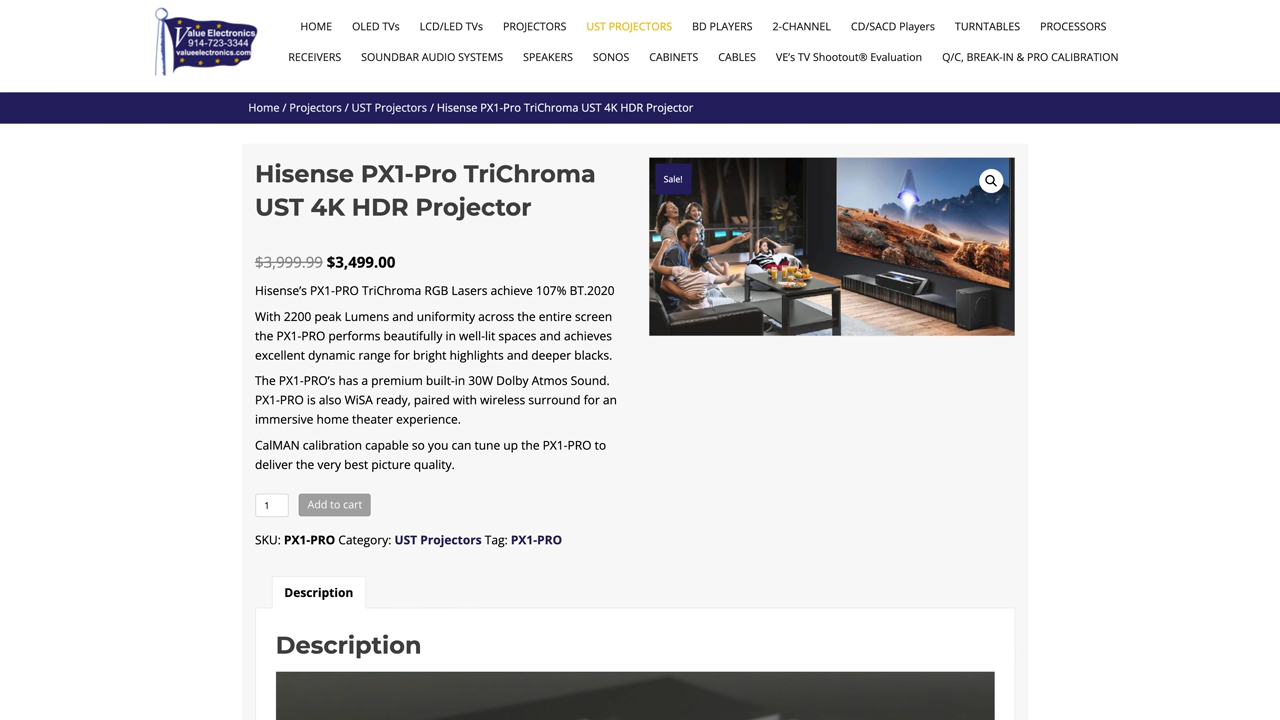 Value Electronics
914-723-3344
valueelectronics.com
HOME OLED TVs LCD/LED TVs PROJECTORS UST PROJECTORS BD PLAYERS 2-CHANNEL CD/SACD Players TURNTABLES PROCESSORS
RECEIVERS SOUNDBAR AUDIO SYSTEMS SPEAKERS SONOS CABINETS CABLES VE's TV Shootout® Evaluation Q/C, BREAK-IN & PRO CALIBRATION
Home / Projectors / UST Projectors / Hisense PX1-Pro TriChroma UST 4K HDR Projector
Hisense PX1-Pro TriChroma
UST 4K HDR Projector
Sale!
$3,999.99 $3,499.00
Hisense's PX1-PRO TriChroma RGB Lasers achieve 107% BT.2020
With 2200 peak Lumens and uniformity across the entire screen
the PX1-PRO performs beautifully in well-lit spaces and achieves
excellent dynamic range for bright highlights and deeper blacks.
The PX1-PRO's has a premium built-in 30W Dolby Atmos Sound.
PX1-PRO is also WiSA ready, paired with wireless surround for an
immersive home theater experience.
CalMAN calibration capable so you can tune up the PX1-PRO to
deliver the very best picture quality.
1 Add to cart
SKU: PX1-PRO Category: UST Projectors Tag: PX1-PRO
Description
Description